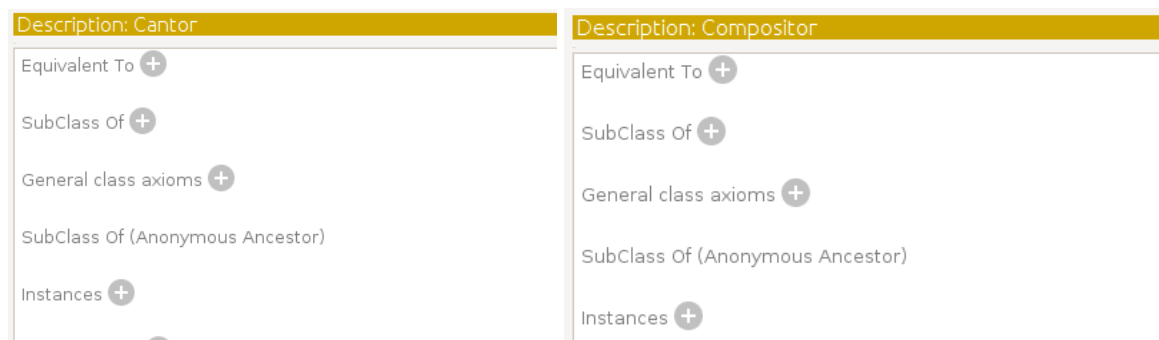 Description: Cantor
Equivalent To
SubClass Of
General class axioms
SubClass Of (Anonymous Ancestor)
Instances
Description: Compositor
Equivalent To
SubClass Of
General class axioms
SubClass Of (Anonymous Ancestor)
Instances